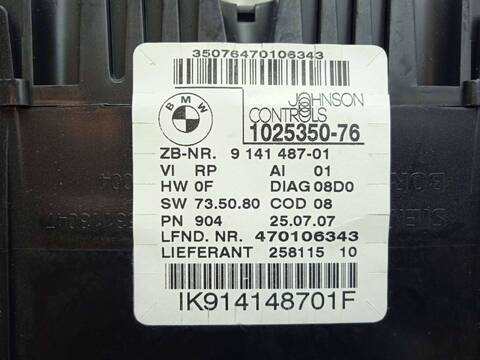 35076470106343
BMW
JOHNSON
CONTROLS
1025350-76
ZB-NR. 9 141 487-01
VI RP AI 01
HW 0F DIAG 08D0
SW 73.50.80 COD 08
PN 904 25.07.07
LFND. NR. 470106343
LIEFERANT 258115 10
IK914148701F